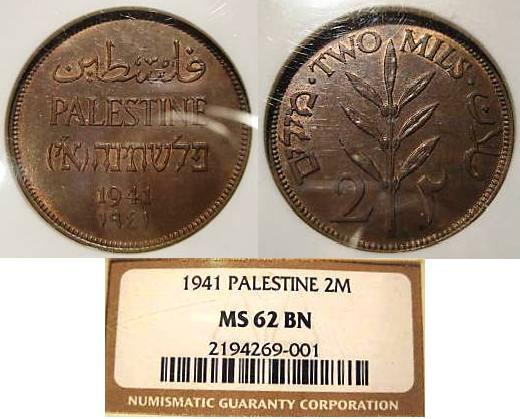 فلسطين
PALESTINE
פלשתינה (א״י)
1941
١٩٤١
· TWO MILS ·
מילים
ملان
2 ٢
1941 PALESTINE 2M
MS 62 BN
2194269-001
NUMISMATIC GUARANTY CORPORATION